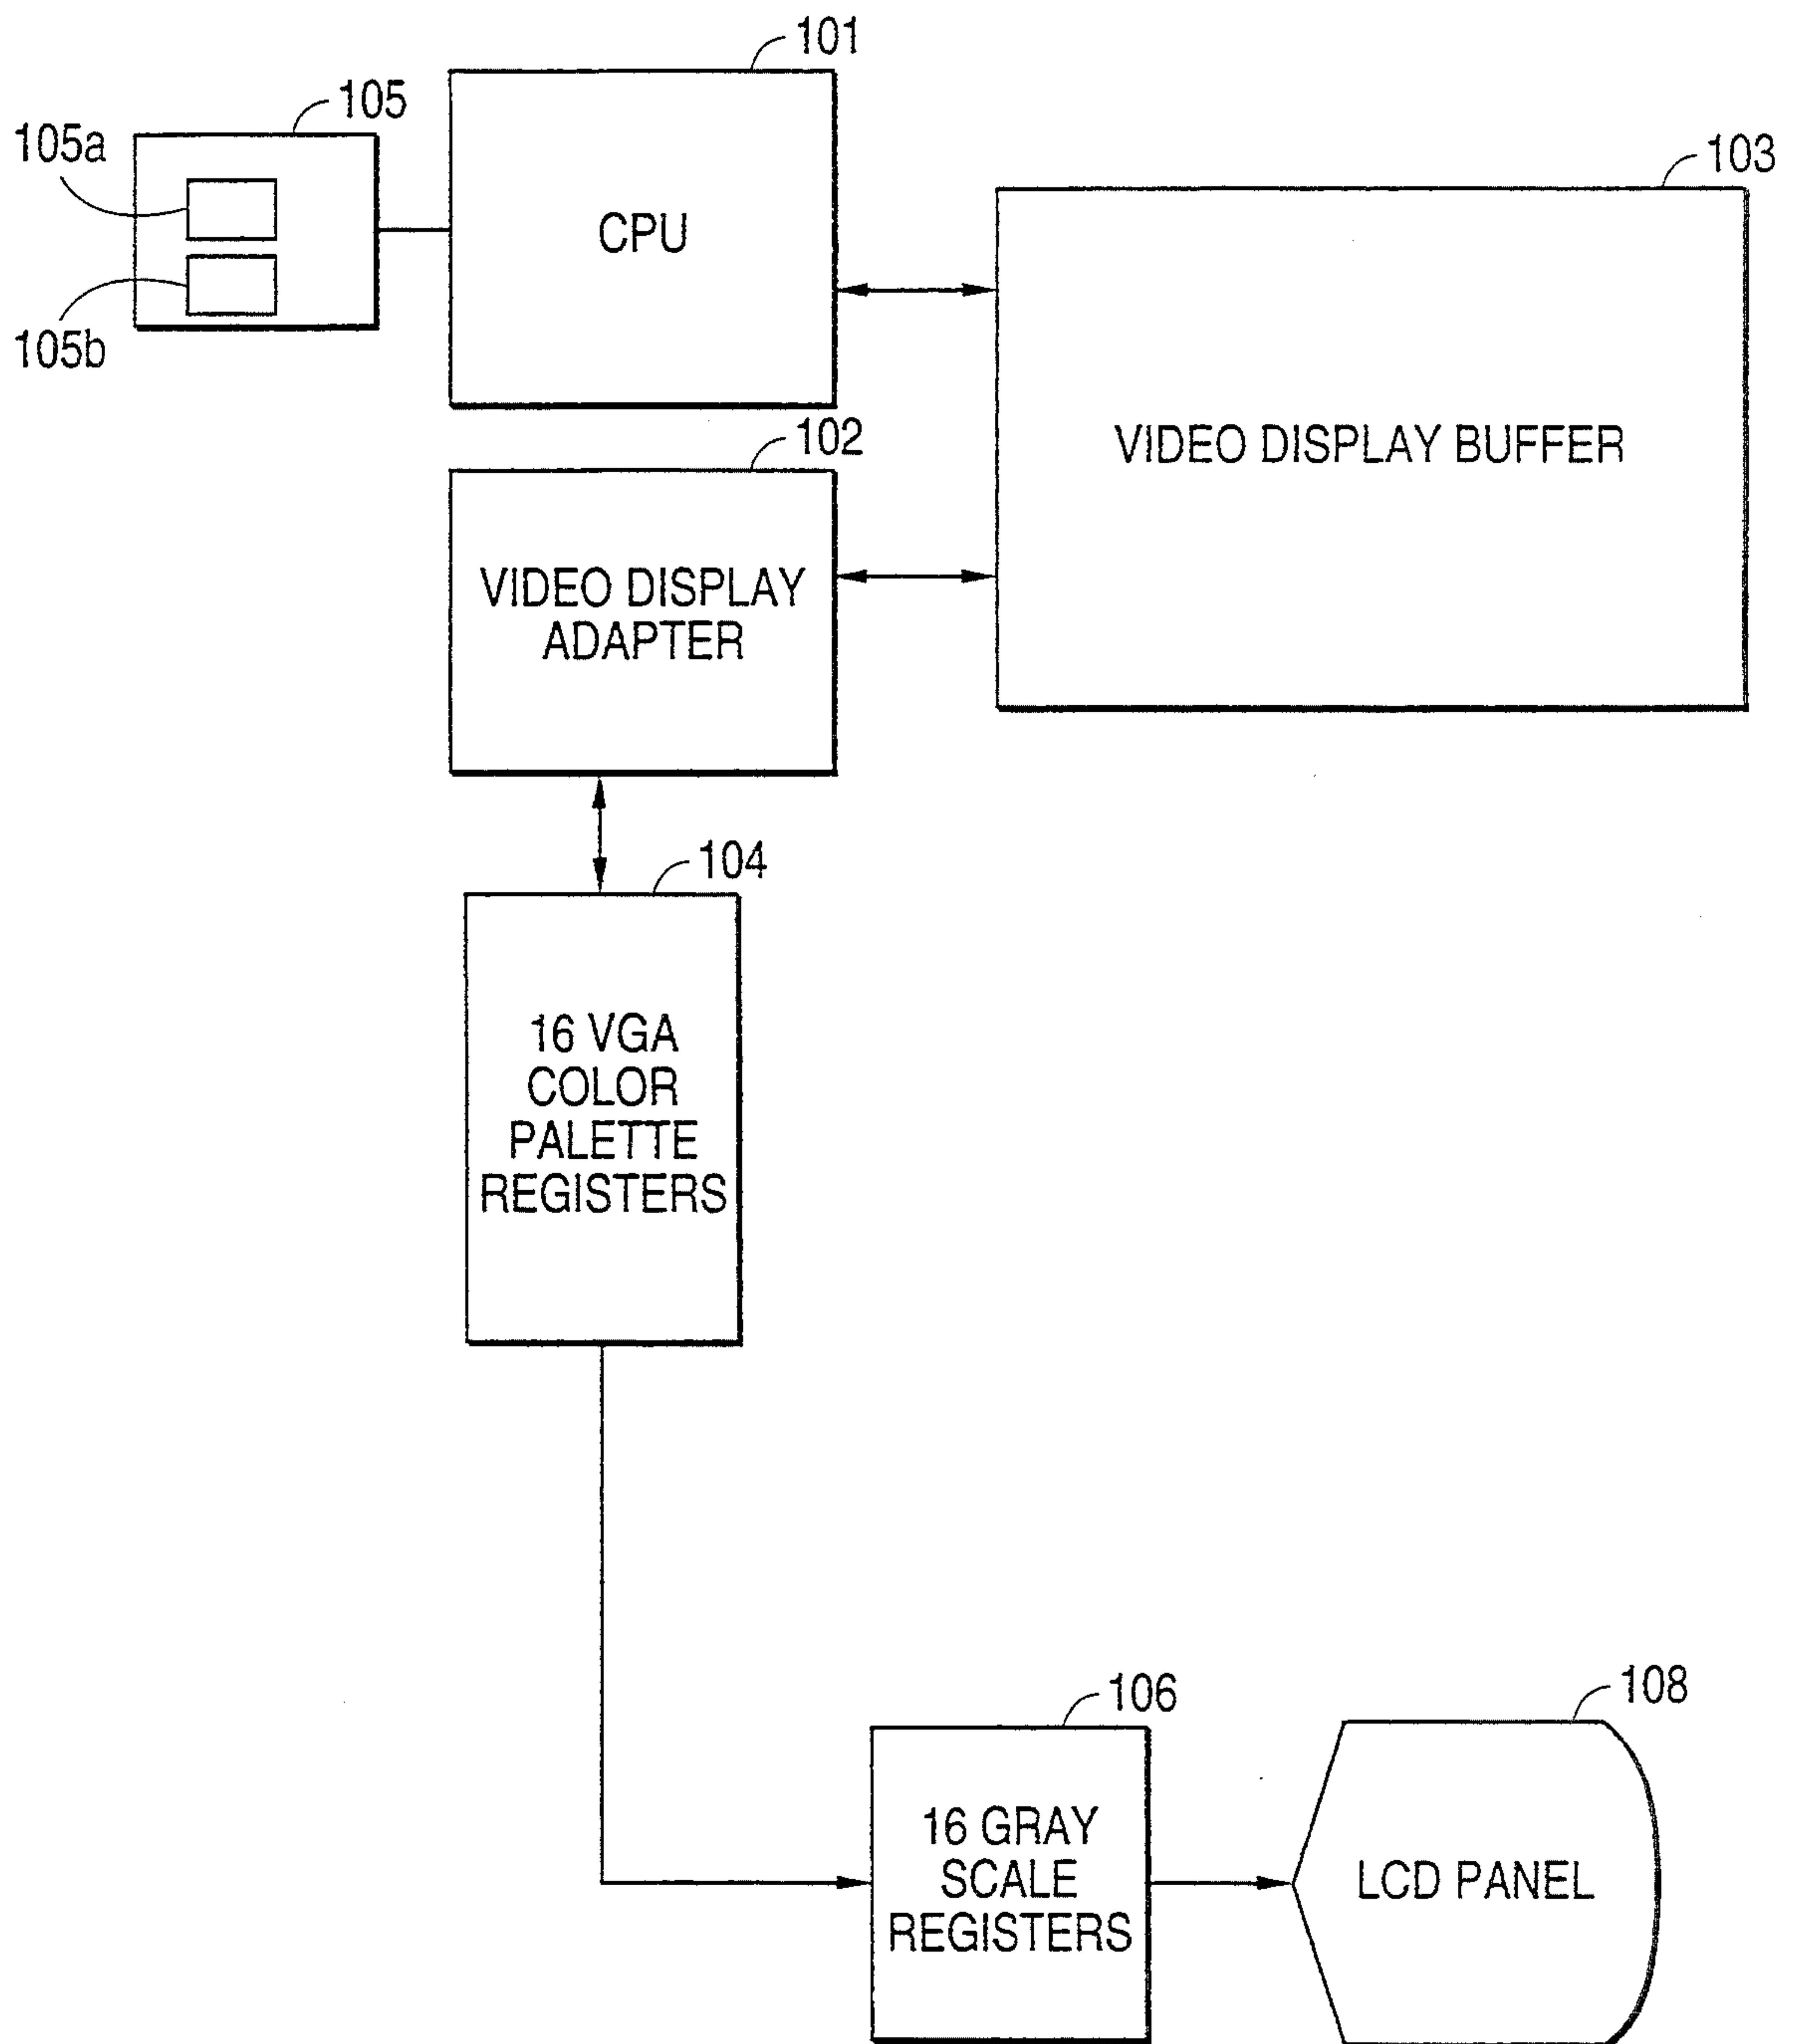 101
105
105a
103
CPU
105b
102
VIDEO DISPLAY BUFFER
VIDEO DISPLAY
ADAPTER
104
16 VGA
COLOR
PALETTE
REGISTERS
106
108
16 GRAY
SCALE
REGISTERS
LCD PANEL